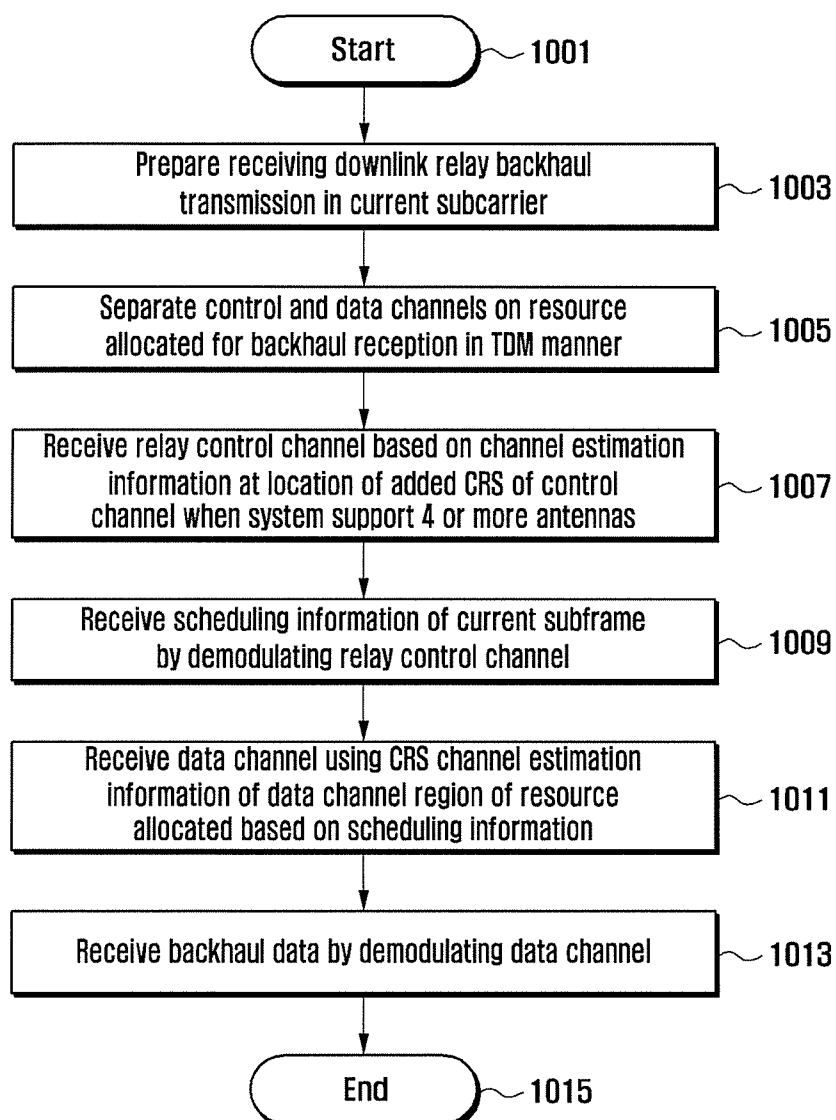 Start
1001
Prepare receiving downlink relay backhaul
transmission in current subcarrier
1003
Separate control and data channels on resource
allocated for backhaul reception in TDM manner
1005
Receive relay control channel based on channel estimation
information at location of added CRS of control
channel when system support 4 or more antennas
1007
Receive scheduling information of current subframe
by demodulating relay control channel
1009
Receive data channel using CRS channel estimation
information of data channel region of resource
allocated based on scheduling information
1011
Receive backhaul data by demodulating data channel
1013
End
1015